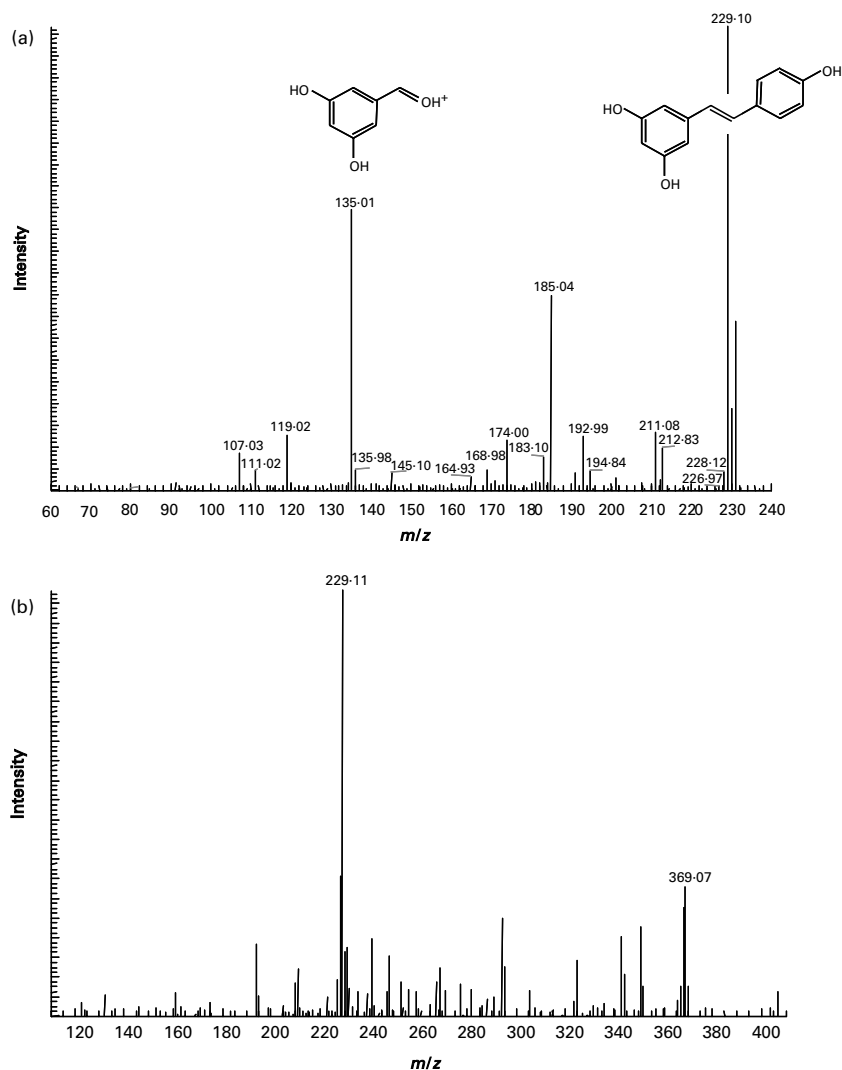 (a)
229·10
HO
OH⁺
OH
OH
HO
OH
135·01
185·04
119·02
107·03
111·02
135·98
145·10
164·93
168·98
174·00
183·10
192·99
194·84
211·08
212·83
228·12
226·97
Intensity
60 70 80 90 100 110 120 130 140 150 160 170 180 190 200 210 220 230 240
m/z
(b)
229·11
369·07
Intensity
120 140 160 180 200 220 240 260 280 300 320 340 360 380 400
m/z